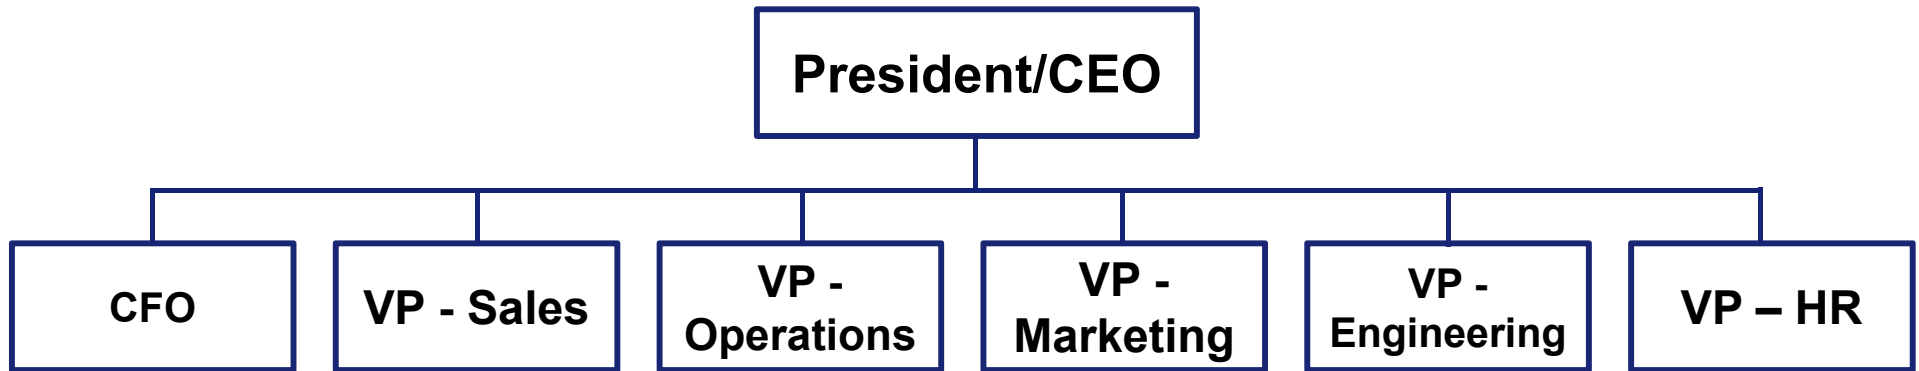 President/CEO
CFO
VP - Sales
VP -
Operations
VP -
Marketing
VP -
Engineering
VP – HR